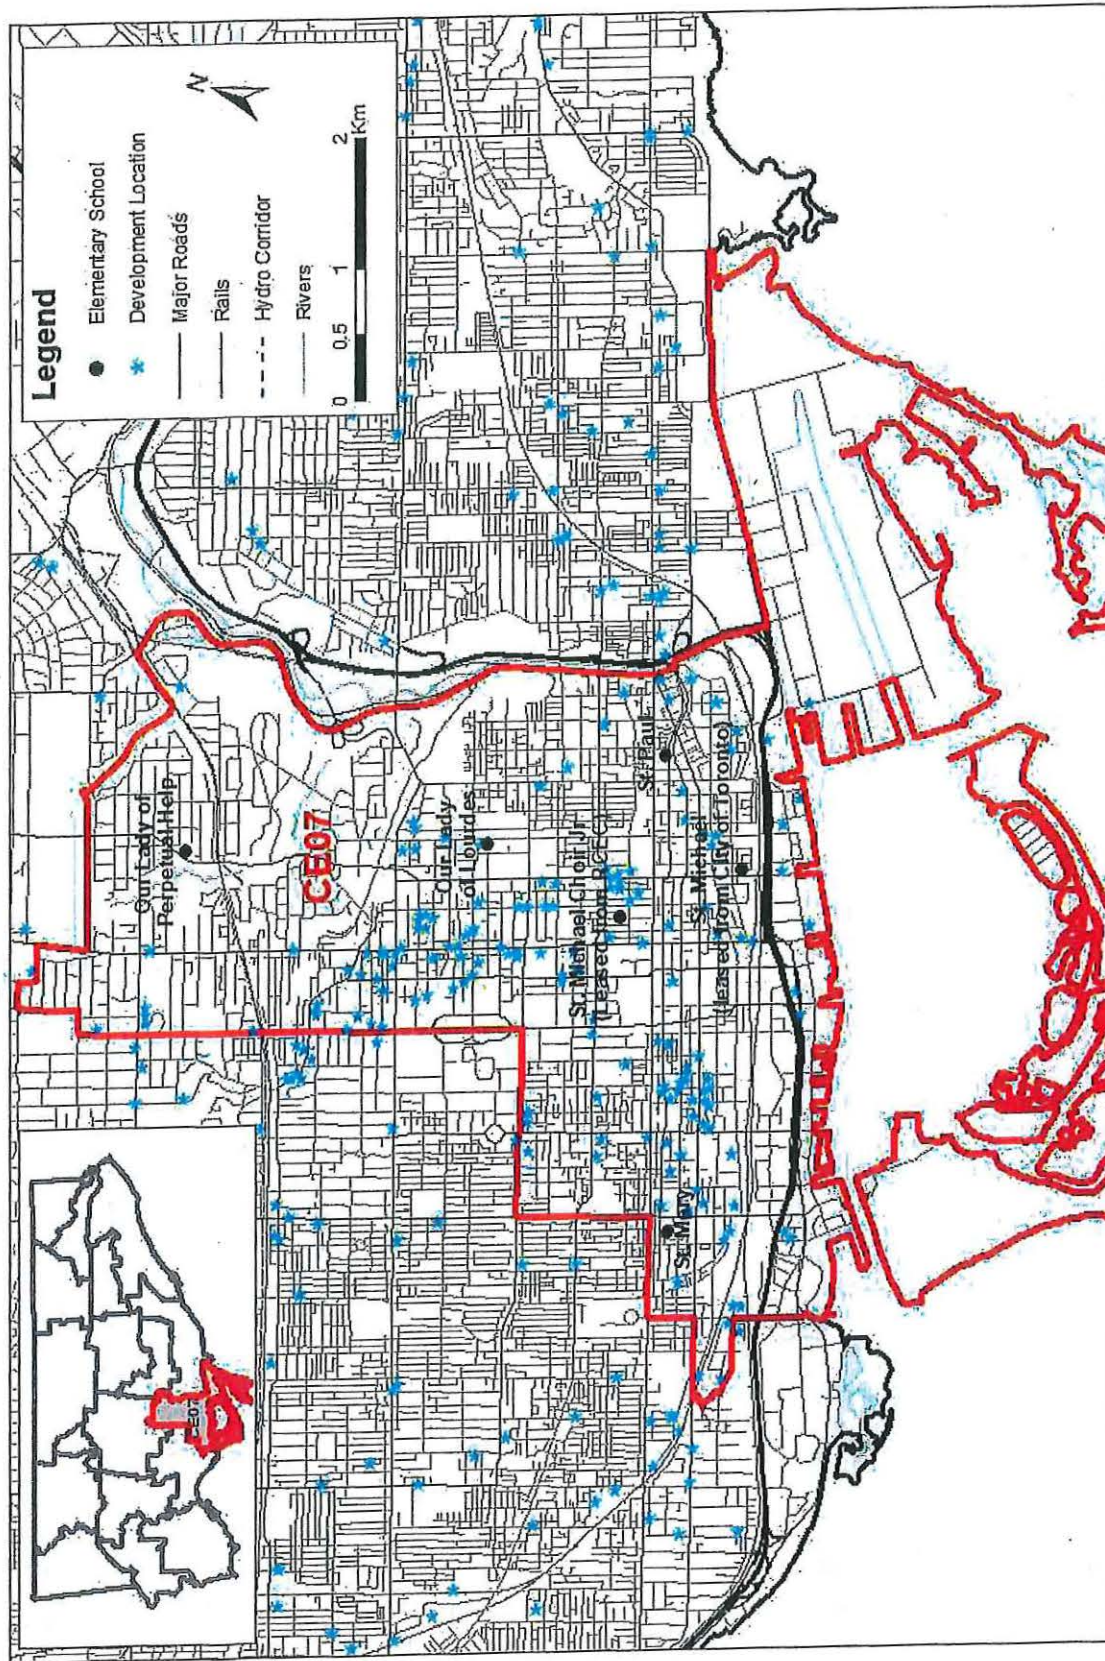 Legend
Elementary School
Development Location
Major Roads
Rails
Hydro Corridor
Rivers
N
0 0.5 1 2
Km
CE07
Our Lady of
Perpetual Help
CE07
Our Lady
of Lourdes
St. Michael Choir Jr
(Leased from RCEC)
St. Paul
St. Michael
(leased from City of Toronto)
St. Mary